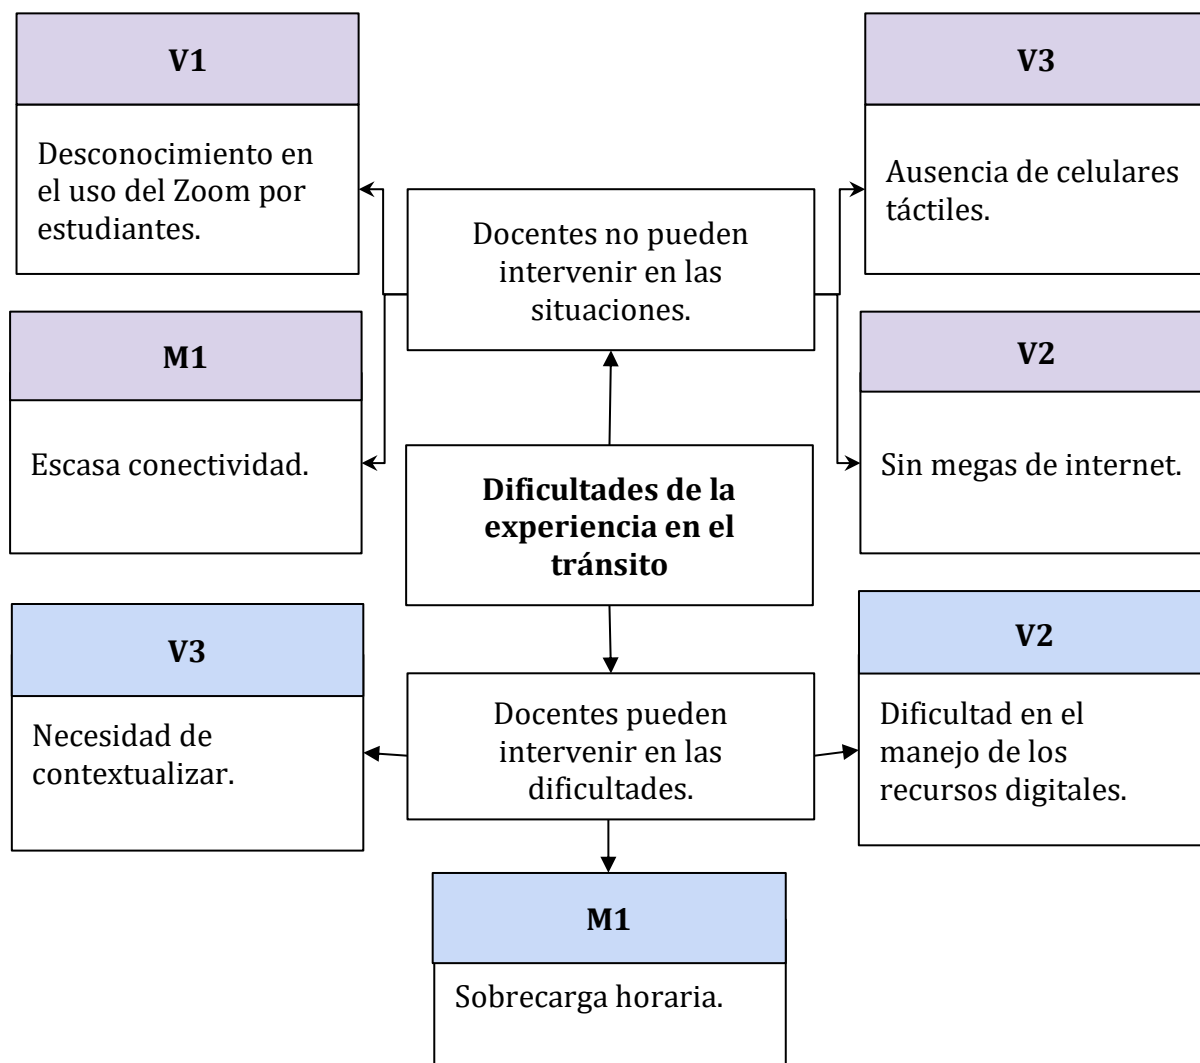 V1
Desconocimiento en
el uso del Zoom por
estudiantes.
V3
Ausencia de celulares
táctiles.
Docentes no pueden
intervenir en las
situaciones.
M1
Escasa conectividad.
V2
Sin megas de internet.
Dificultades de la
experiencia en el
tránsito
V3
Necesidad de
contextualizar.
Docentes pueden
intervenir en las
dificultades.
V2
Dificultad en el
manejo de los
recursos digitales.
M1
Sobrecarga horaria.